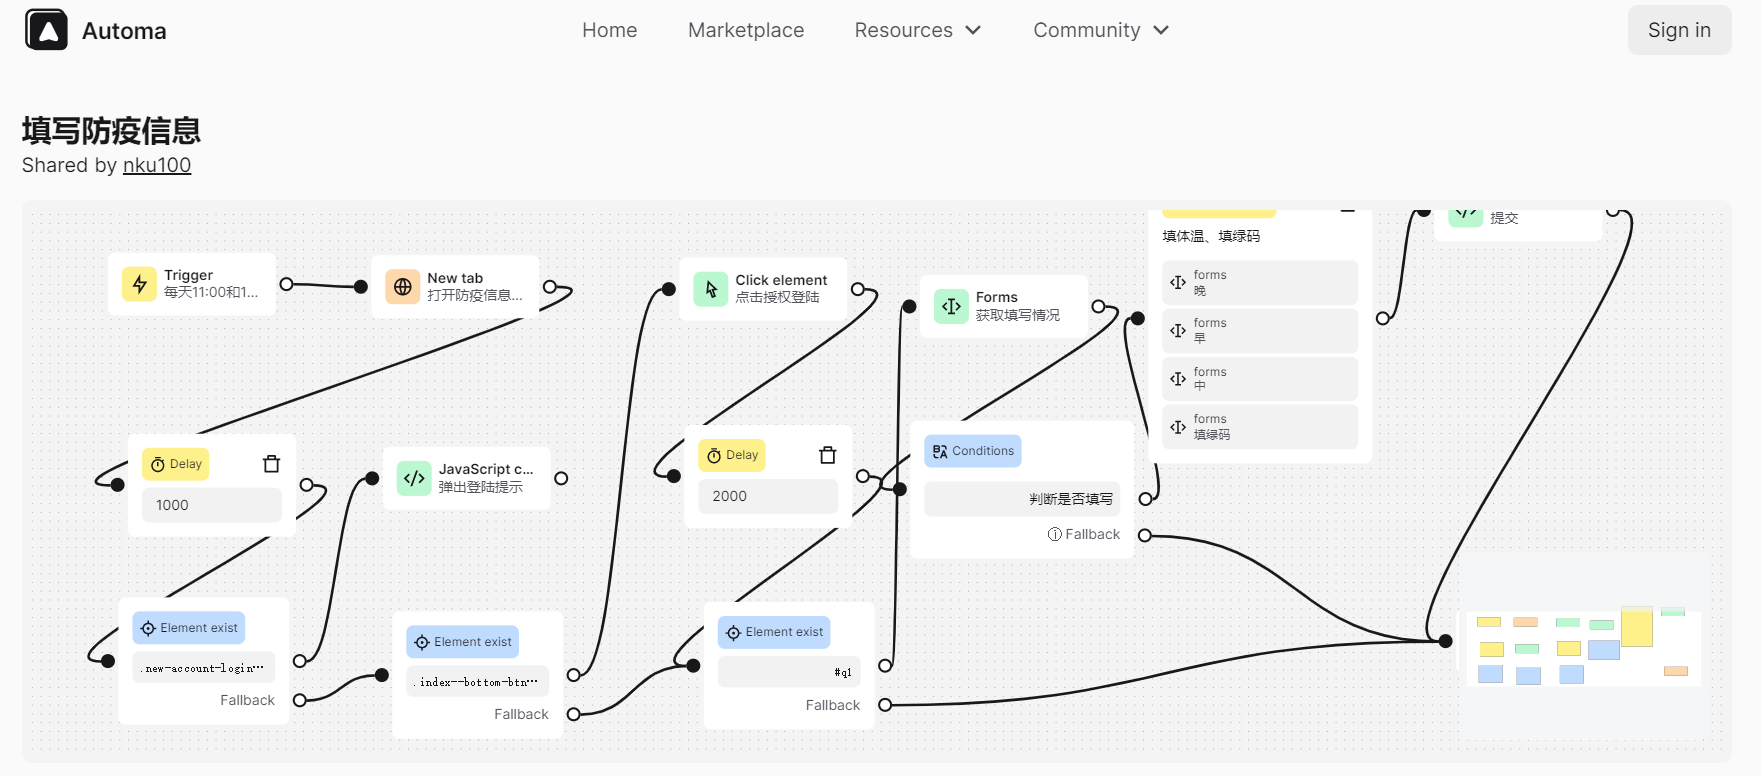 Automa
Home
Marketplace
Resources
Community
Sign in
填写防疫信息
Shared by nku100
Trigger
每天11:00和1...
New tab
打开防疫信息...
Click element
点击授权登陆
Forms
获取填写情况
填体温、填绿码
forms
晚
forms
早
forms
中
forms
填绿码
提交
Delay
1000
JavaScript c...
弹出登陆提示
Delay
2000
Conditions
判断是否填写
Fallback
Element exist
.new-account-login...
Fallback
Element exist
.index--bottom-btn...
Fallback
Element exist
#q1
Fallback